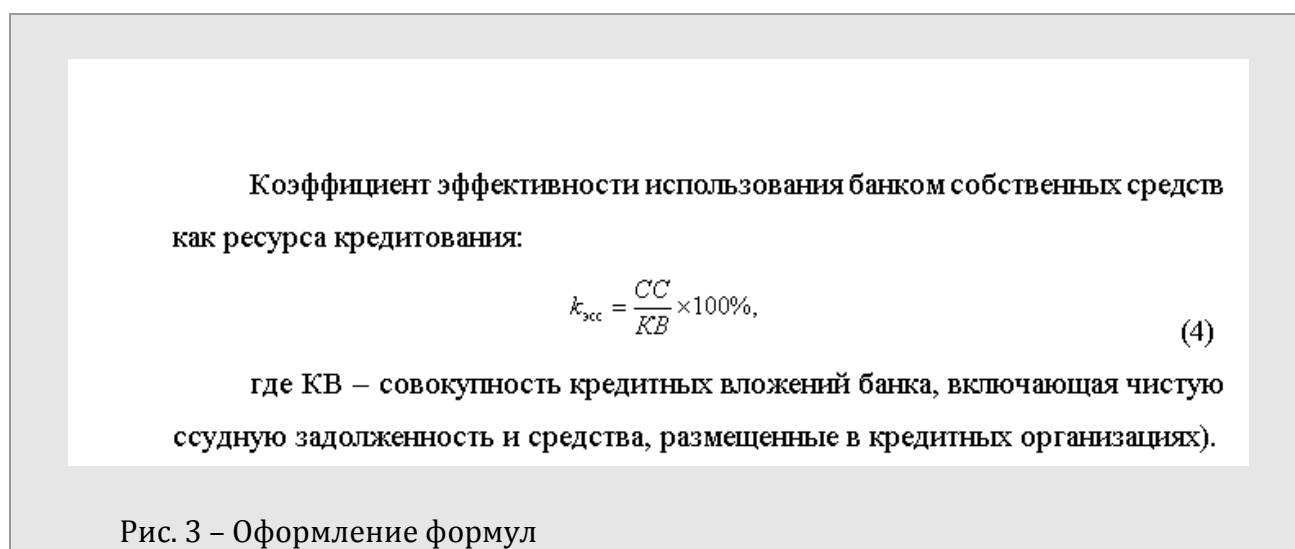 Коэффициент эффективности использования банком собственных средств
как ресурса кредитования:
k_эсс = CC/KB ×100%,
(4)
где КВ – совокупность кредитных вложений банка, включающая чистую
ссудную задолженность и средства, размещенные в кредитных организациях).
Рис. 3 – Оформление формул